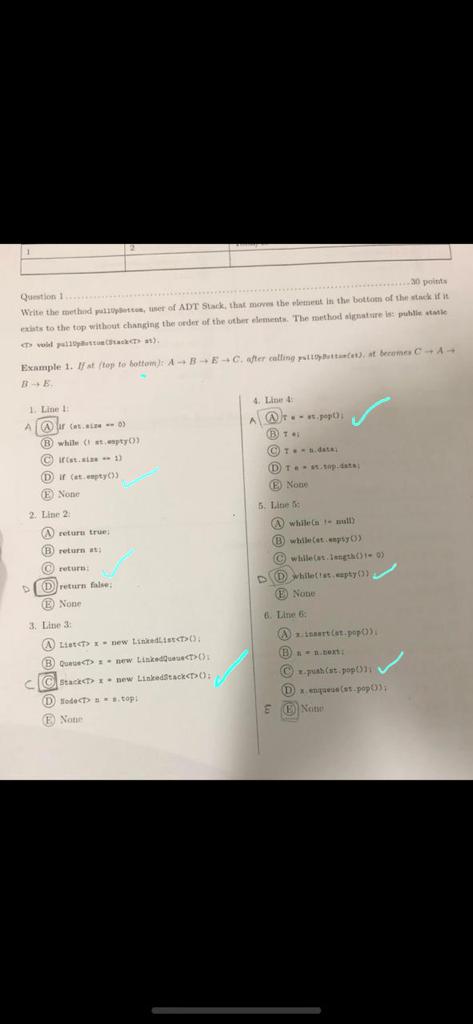 1
2
Question 1 ............ 30 points
Write the method pullUpBottom, user of ADT Stack, that moves the element in the bottom of the stack if it
exists to the top without changing the order of the other elements. The method signature is: public static
<T> void pullUpBottom(Stack<T> st).
Example 1. If st (top to bottom): A → B → E → C, after calling pullUpBottom(st), st becomes C → A →
B → E.
1. Line 1:
A (A) if (st.size == 0)
(B) while (! st.empty())
(C) if(st.size == 1)
(D) if (st.empty())
(E) None
2. Line 2:
(A) return true;
(B) return st;
(C) return;
D (D) return false;
(E) None
3. Line 3:
(A) List<T> x = new LinkedList<T>();
(B) Queue<T> x = new LinkedQueue<T>();
C (C) Stack<T> x = new LinkedStack<T>();
(D) Node<T> n = s.top;
(E) None
4. Line 4:
A (A) T e = st.pop();
(B) T e;
(C) T e = n.data;
(D) T e = st.top.data;
(E) None
5. Line 5:
(A) while(n != null)
(B) while(st.empty())
(C) while(st.length()!= 0)
D (D) while(!st.empty())
(E) None
6. Line 6:
(A) x.insert(st.pop());
(B) n = n.next;
(C) x.push(st.pop());
(D) x.enqueue(st.pop());
E (E) None